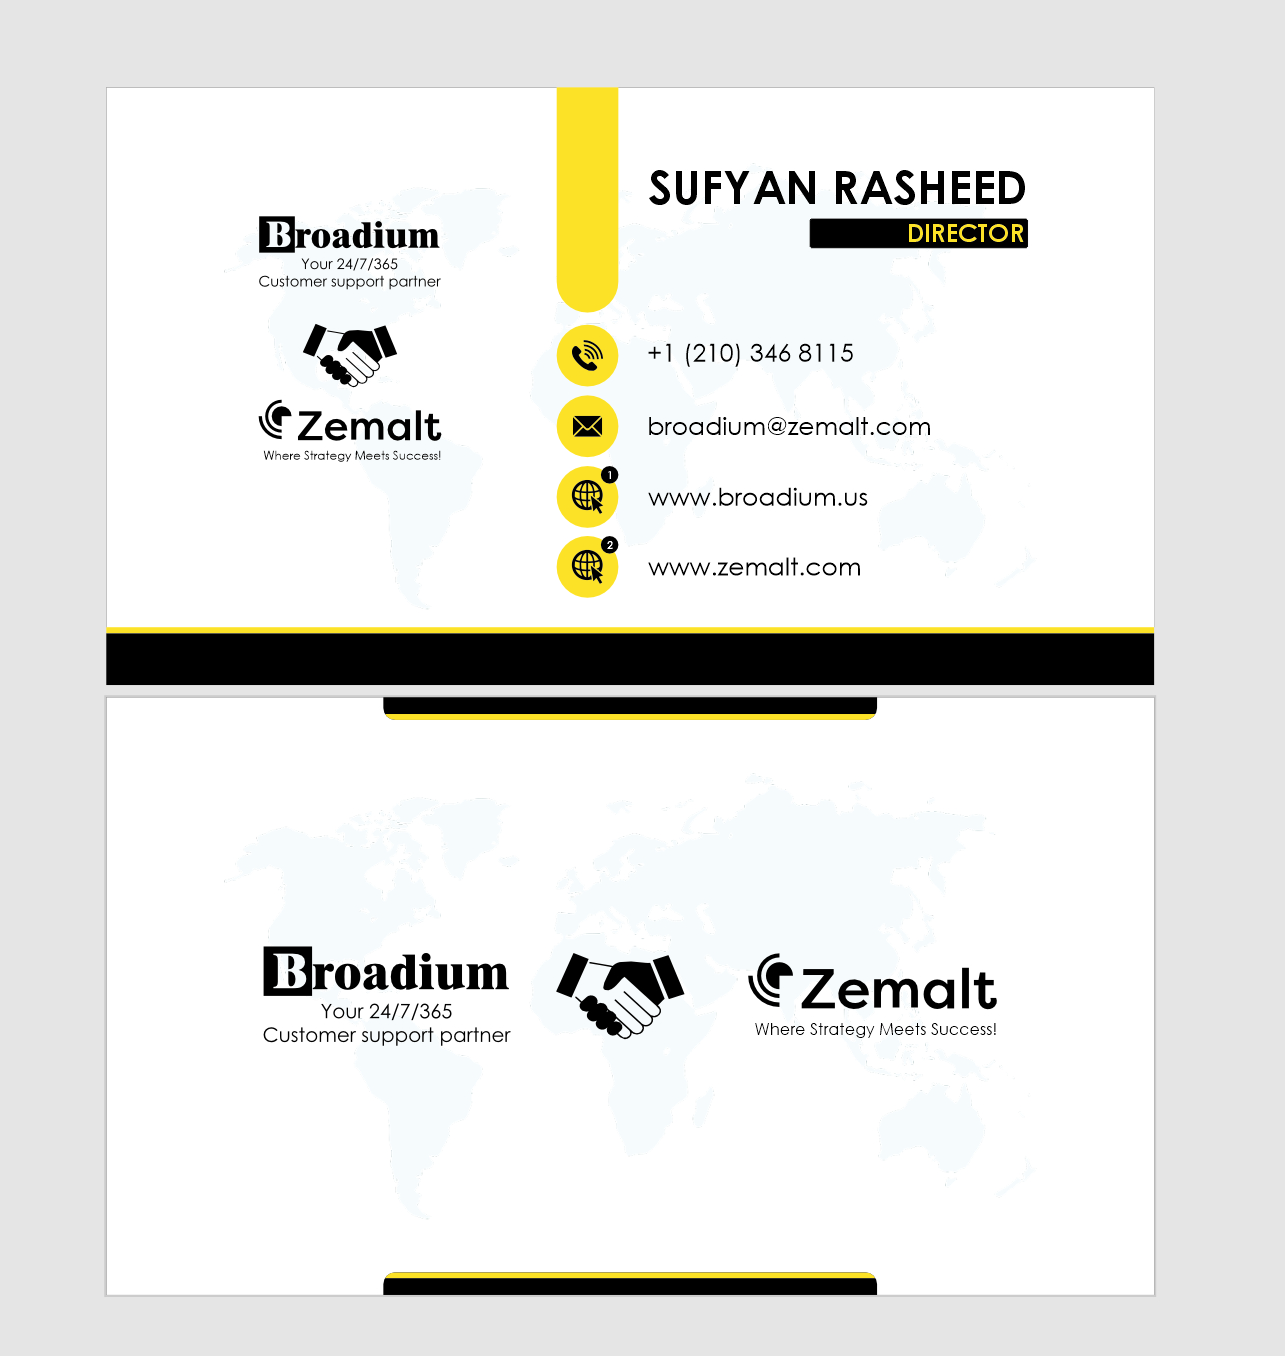 Broadium
Your 24/7/365
Customer support partner
Zemalt
Where Strategy Meets Success!
SUFYAN RASHEED
DIRECTOR
+1 (210) 346 8115
broadium@zemalt.com
1
www.broadium.us
2
www.zemalt.com
Broadium
Your 24/7/365
Customer support partner
Zemalt
Where Strategy Meets Success!